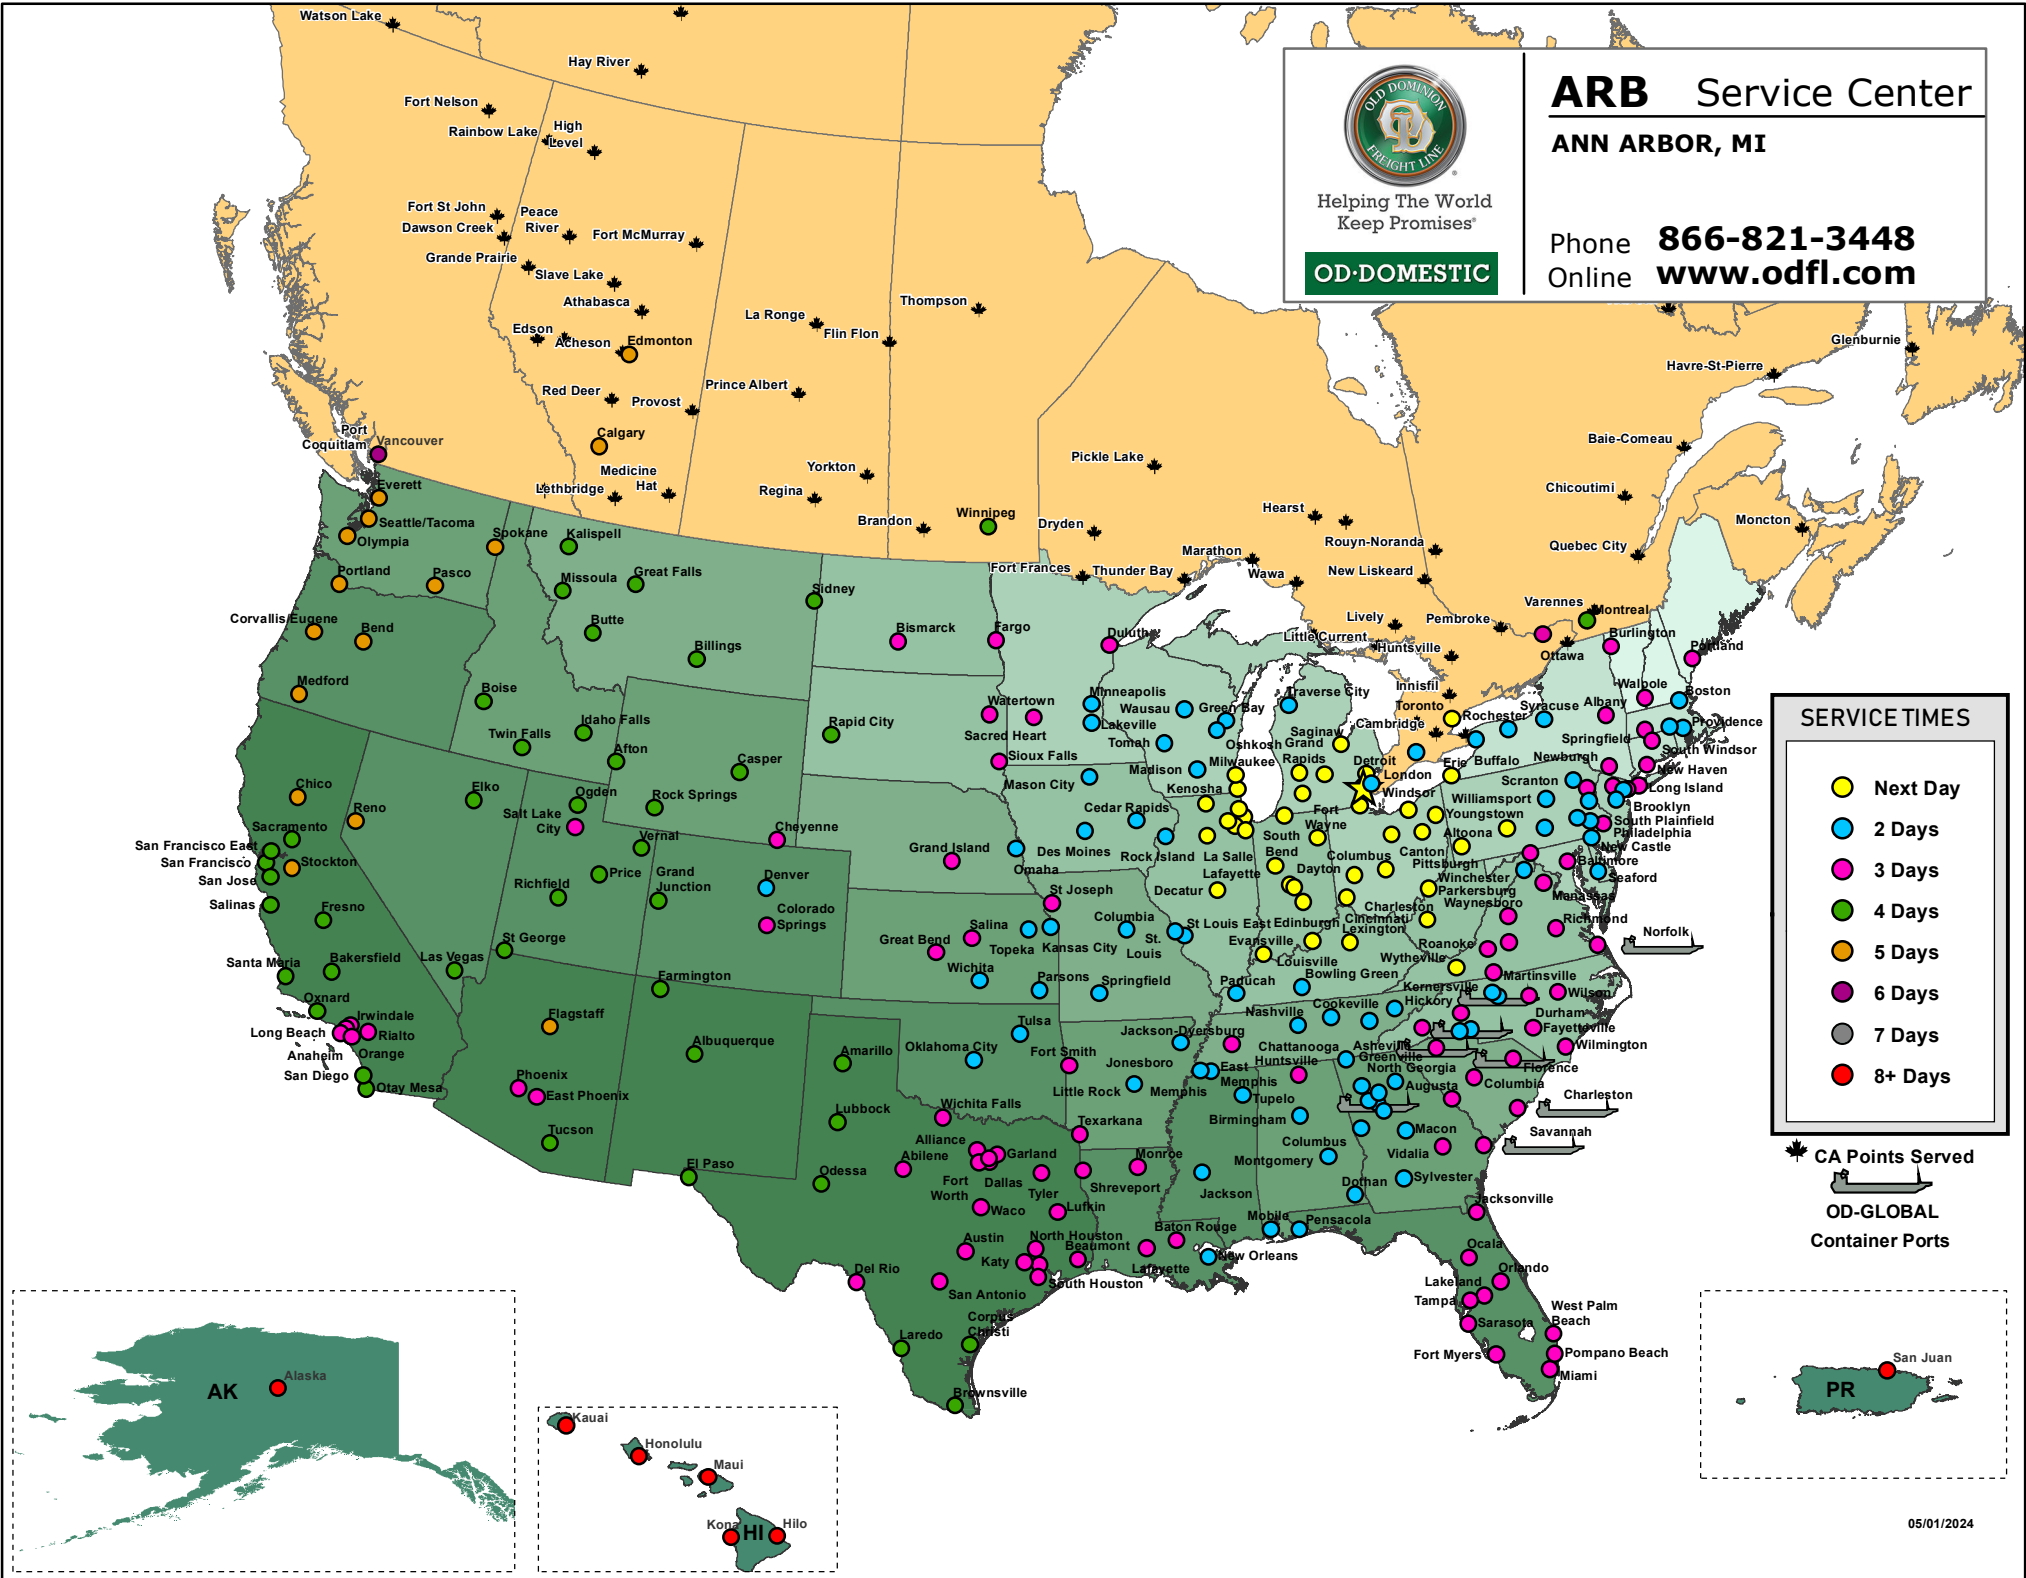 OLD DOMINION
FREIGHT LINE
Helping The World
Keep Promises®
OD·DOMESTIC
ARB Service Center
ANN ARBOR, MI
Phone 866-821-3448
Online www.odfl.com
Watson Lake
Hay River
Fort Nelson
Rainbow Lake
High
Level
Fort St John
Dawson Creek
Peace
River
Fort McMurray
Grande Prairie
Slave Lake
Athabasca
Edson
Acheson
Edmonton
La Ronge
Flin Flon
Thompson
Red Deer
Provost
Prince Albert
Calgary
Port
Coquitlam
Vancouver
Medicine
Hat
Lethbridge
Yorkton
Regina
Brandon
Winnipeg
Dryden
Pickle Lake
Fort Frances
Thunder Bay
Marathon
Wawa
Hearst
Rouyn-Noranda
New Liskeard
Lively
Little Current
Huntsville
Pembroke
Ottawa
Varennes
Montreal
Innisfil
Toronto
Cambridge
London
Windsor
Glenburnie
Havre-St-Pierre
Baie-Comeau
Chicoutimi
Quebec City
Moncton
Everett
Seattle/Tacoma
Olympia
Spokane
Portland
Pasco
Corvallis/Eugene
Bend
Medford
Kalispell
Missoula
Great Falls
Butte
Billings
Sidney
Boise
Twin Falls
Idaho Falls
Afton
Casper
Rock Springs
Cheyenne
Rapid City
Bismarck
Fargo
Duluth
Watertown
Sacred Heart
Sioux Falls
Minneapolis
Lakeville
Wausau
Green Bay
Tomah
Oshkosh
Madison
Milwaukee
Kenosha
Mason City
Cedar Rapids
Des Moines
Rock Island
La Salle
Omaha
Grand Island
Traverse City
Saginaw
Grand
Rapids
Detroit
Fort
Wayne
South
Bend
Lafayette
Decatur
Chico
Reno
Elko
Ogden
Salt Lake
City
Vernal
Sacramento
San Francisco East
San Francisco
San Jose
Stockton
Salinas
Fresno
Richfield
Price
Grand
Junction
St George
Las Vegas
Santa Maria
Bakersfield
Oxnard
Irwindale
Long Beach
Rialto
Anaheim
Orange
San Diego
Otay Mesa
Denver
Colorado
Springs
Farmington
Flagstaff
Albuquerque
Phoenix
East Phoenix
Tucson
El Paso
Amarillo
Lubbock
Odessa
St Joseph
Salina
Great Bend
Topeka
Kansas City
Wichita
Parsons
Columbia
St.
Louis
St Louis East
Springfield
Tulsa
Oklahoma City
Fort Smith
Jonesboro
Little Rock
Wichita Falls
Texarkana
Alliance
Abilene
Garland
Fort
Worth
Dallas
Tyler
Waco
Lufkin
Shreveport
Monroe
Austin
North Houston
Katy
Beaumont
South Houston
San Antonio
Del Rio
Laredo
Corpus
Christi
Brownsville
Baton Rouge
Lafayette
New Orleans
Jackson
Mobile
Pensacola
Evansville
Edinburgh
Louisville
Bowling Green
Paducah
Lexington
Cincinnati
Dayton
Columbus
Canton
Youngstown
Erie
Pittsburgh
Altoona
Winchester
Parkersburg
Waynesboro
Charleston
Roanoke
Wytheville
Martinsville
Kernersville
Hickory
Cookeville
Nashville
Jackson-Dyersburg
Chattanooga
Huntsville
East
Memphis
Memphis
Tupelo
Birmingham
Columbus
Montgomery
Dothan
Asheville
Greenville
North Georgia
Augusta
Macon
Vidalia
Sylvester
Columbia
Florence
Charleston
Savannah
Durham
Wilson
Fayetteville
Wilmington
Norfolk
Richmond
Manassas
Baltimore
Seaford
New Castle
Philadelphia
South Plainfield
Brooklyn
Long Island
New Haven
South Windsor
Springfield
Newburgh
Scranton
Williamsport
Buffalo
Rochester
Syracuse
Albany
Walpole
Burlington
Portland
Boston
Providence
Jacksonville
Ocala
Orlando
Lakeland
Tampa
Sarasota
Fort Myers
West Palm
Beach
Pompano Beach
Miami
SERVICE TIMES
Next Day
2 Days
3 Days
4 Days
5 Days
6 Days
7 Days
8+ Days
CA Points Served
OD-GLOBAL
Container Ports
AK
Alaska
Kauai
Honolulu
Maui
Kona
HI
Hilo
San Juan
PR
05/01/2024